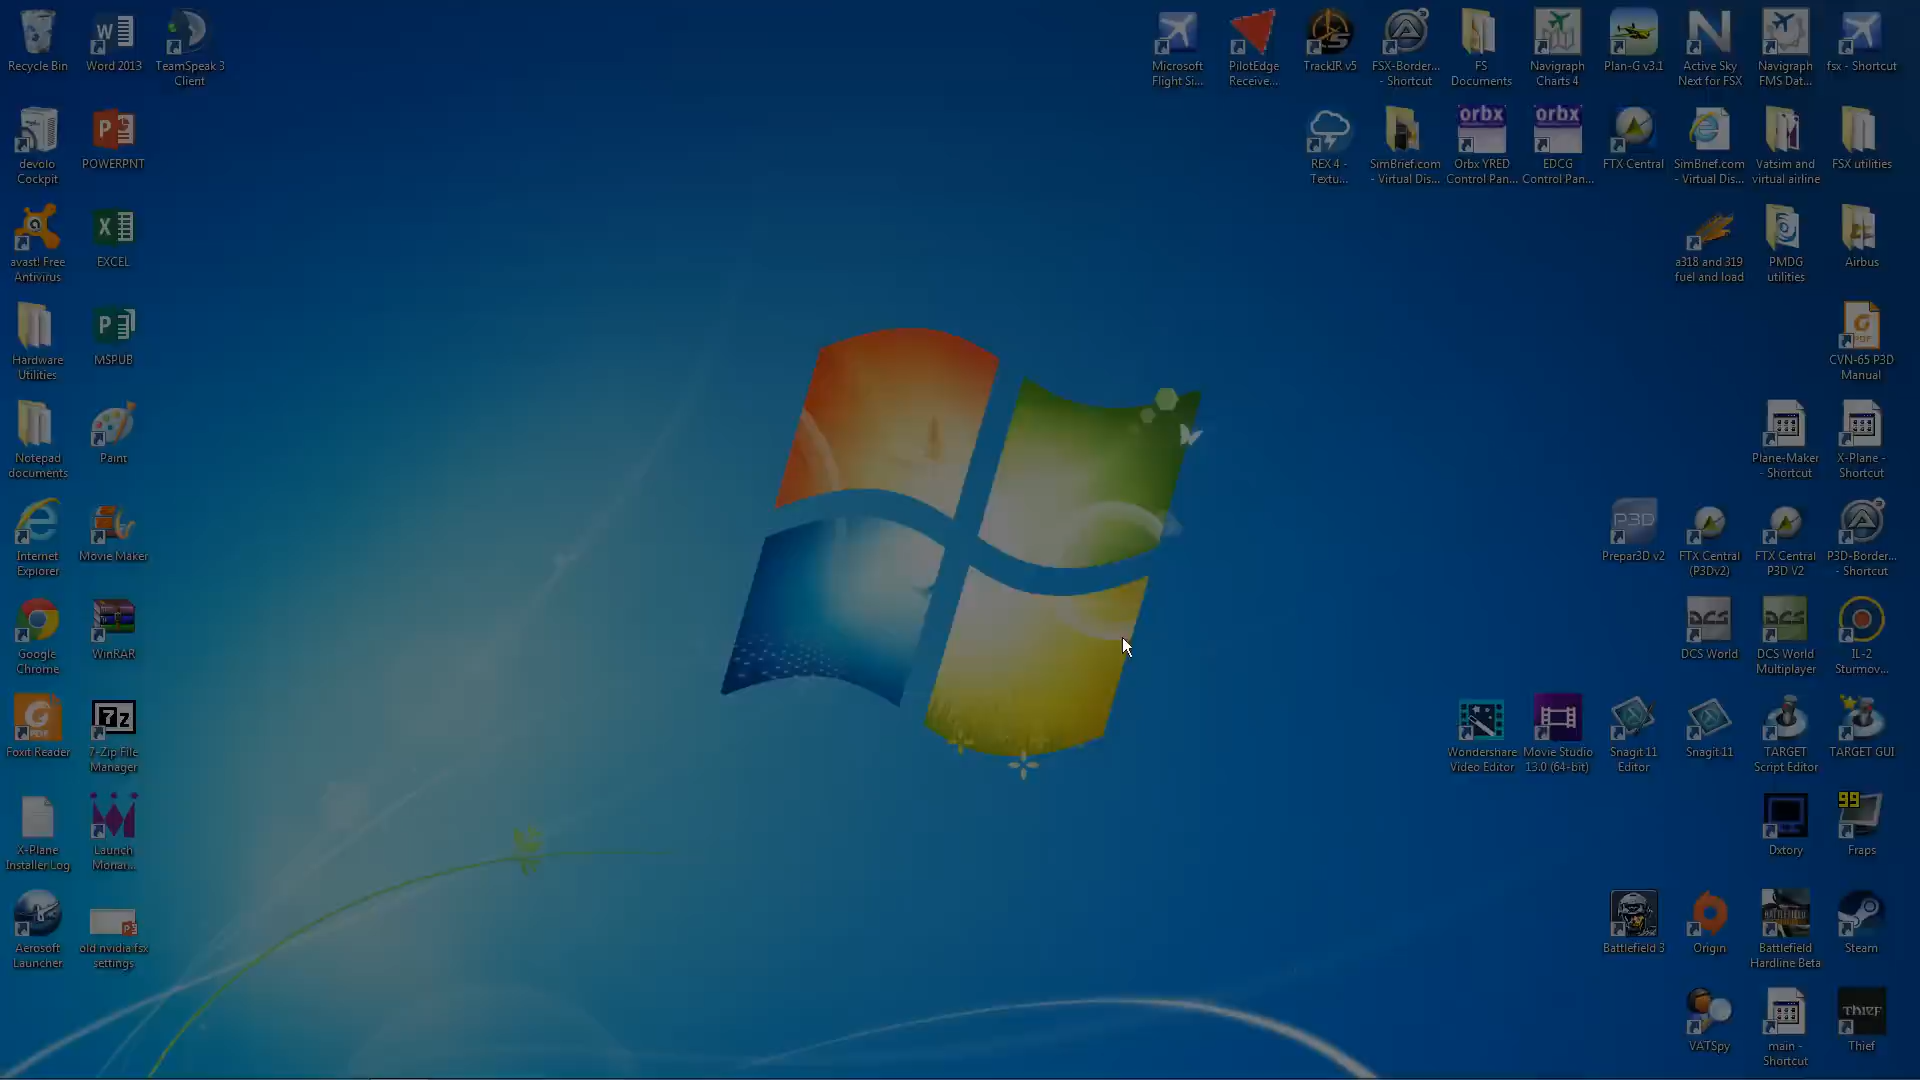 Recycle Bin
Word 2013
TeamSpeak 3
Client
Microsoft
Flight Si...
PilotEdge
Receive...
TrackIR v5
FSX-Border...
- Shortcut
FS
Documents
Navigraph
Charts 4
Plan-G v3.1
Active Sky
Next for FSX
Navigraph
FMS Dat...
fsx - Shortcut
devolo
Cockpit
POWERPNT
REX 4 -
Textu...
SimBrief.com
- Virtual Dis...
orbx
Orbx YRED
Control Pan...
orbx
EDCG
Control Pan...
FTX Central
SimBrief.com
- Virtual Dis...
Vatsim and
virtual airline
FSX utilities
avast! Free
Antivirus
EXCEL
a318 and 319
fuel and load
PMDG
utilities
Airbus
Hardware
Utilities
MSPUB
PDF
CVN-65 P3D
Manual
Notepad
documents
Paint
Plane-Maker
- Shortcut
X-Plane -
Shortcut
Internet
Explorer
Movie Maker
P3D
Prepar3D v2
FTX Central
(P3Dv2)
FTX Central
P3D V2
P3D-Border...
- Shortcut
Google
Chrome
WinRAR
DCS
DCS World
DCS
DCS World
Multiplayer
IL-2
Sturmov...
PDF
Foxit Reader
7z
7-Zip File
Manager
Wondershare
Video Editor
Movie Studio
13.0 (64-bit)
Snagit 11
Editor
Snagit 11
TARGET
Script Editor
TARGET GUI
X-Plane
Installer Log
Launch
Monar...
Dxtory
99
Fraps
Aerosoft
Launcher
old nvidia fsx
settings
Battlefield 3
Origin
BATTLEFIELD
Battlefield
Hardline Beta
Steam
VATSpy
main -
Shortcut
THIEF
Thief